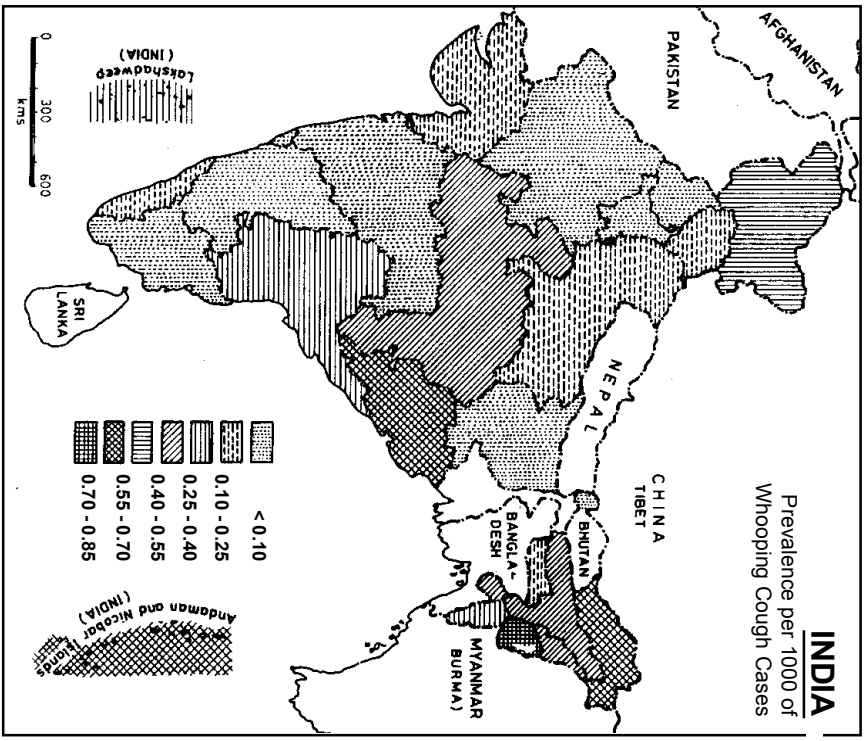 INDIA
Prevalence per 1000 of
Whooping Cough Cases
AFGHANISTAN
PAKISTAN
CHINA
TIBET
NEPAL
BHUTAN
BANGLA-
DESH
MYANMAR
BURMA)
SRI
LANKA
< 0.10
0.10 - 0.25
0.25 - 0.40
0.40 - 0.55
0.55 - 0.70
0.70 - 0.85
Lakshadweep
(INDIA)
Andaman and Nicobar Islands
(INDIA)
0 300 600
kms